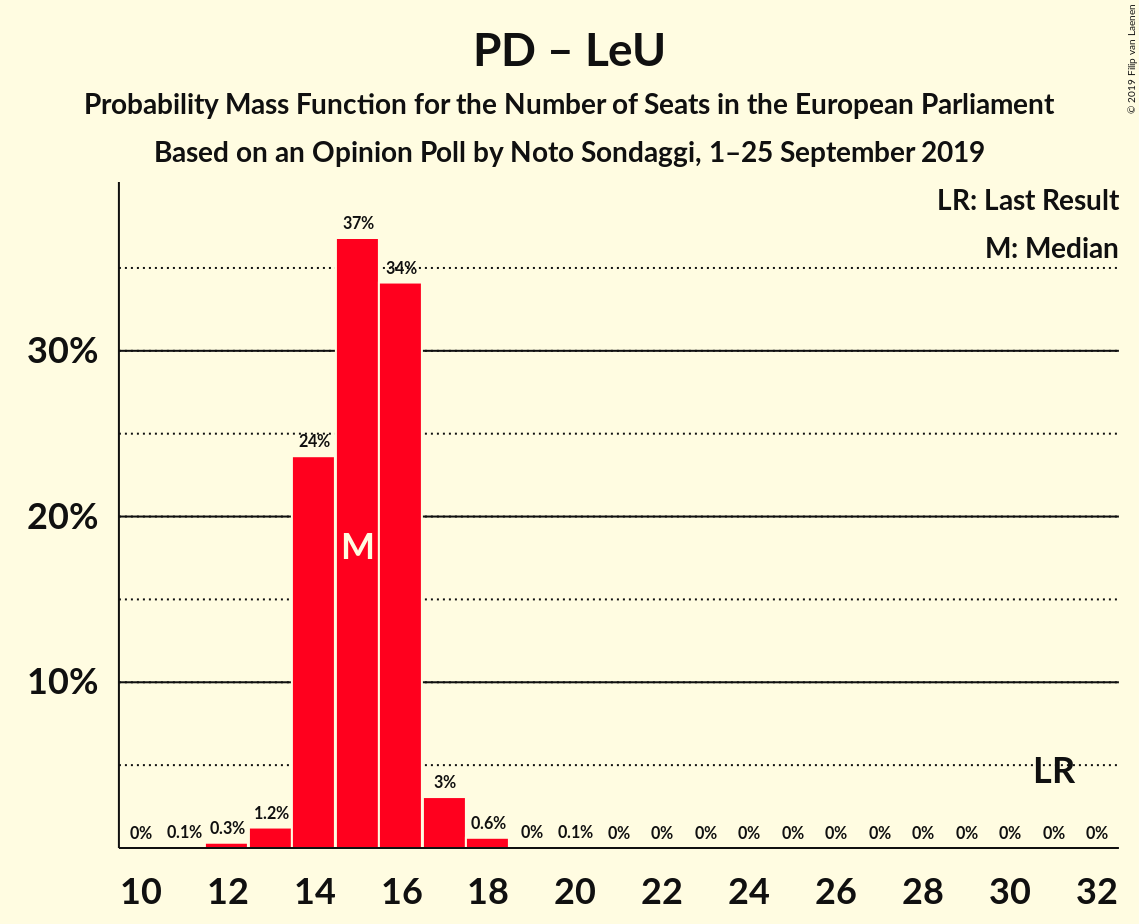 PD – LeU
Probability Mass Function for the Number of Seats in the European Parliament
Based on an Opinion Poll by Noto Sondaggi, 1–25 September 2019
© 2019 Filip van Laenen
LR: Last Result
M: Median
37%
34%
30%
24%
20%
M
10%
LR
3%
1.2%
0.6%
0% 0.1% 0.3% 0% 0.1% 0% 0% 0% 0% 0% 0% 0% 0% 0% 0% 0% 0%
10 12 14 16 18 20 22 24 26 28 30 32